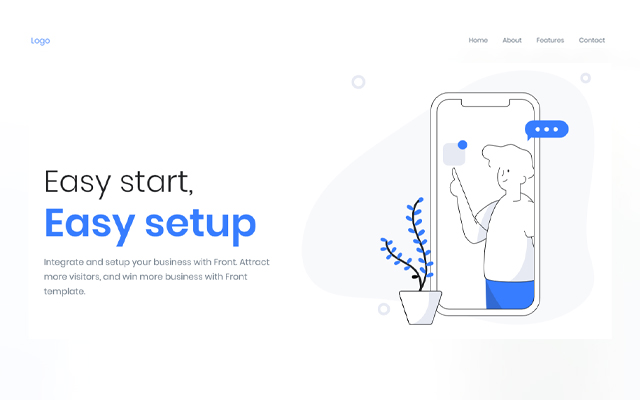 Logo
Home About Features Contact
Easy start,
Easy setup
Integrate and setup your business with Front. Attract
more visitors, and win more business with Front
template.